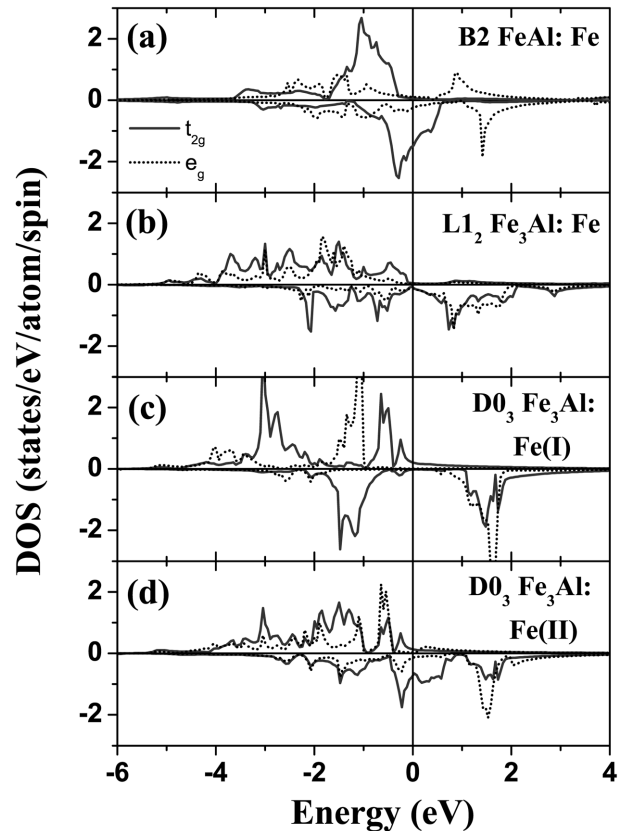 (a)
B2 FeAl: Fe
2
0
-2
t₂g
e_g
(b)
L1₂ Fe₃Al: Fe
2
0
-2
(c)
D0₃ Fe₃Al:
Fe(I)
2
0
-2
(d)
D0₃ Fe₃Al:
Fe(II)
2
0
-2
-6 -4 -2 0 2 4
Energy (eV)
DOS (states/eV/atom/spin)